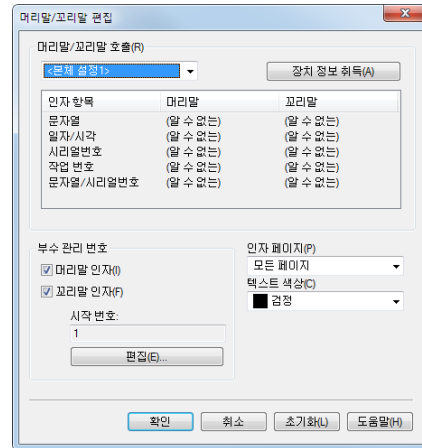 머리말/꼬리말 편집
머리말/꼬리말 호출(R)
<본체 설정1>
장치 정보 취득(A)
인자 항목 머리말 꼬리말
문자열 (알 수 없는) (알 수 없는)
일자/시각 (알 수 없는) (알 수 없는)
시리얼번호 (알 수 없는) (알 수 없는)
작업 번호 (알 수 없는) (알 수 없는)
문자열/시리얼번호 (알 수 없는) (알 수 없는)
부수 관리 번호
머리말 인자(I)
꼬리말 인자(F)
시작 번호:
1
편집(E)...
인자 페이지(P)
모든 페이지
텍스트 색상(C)
검정
확인 취소 초기화(L) 도움말(H)